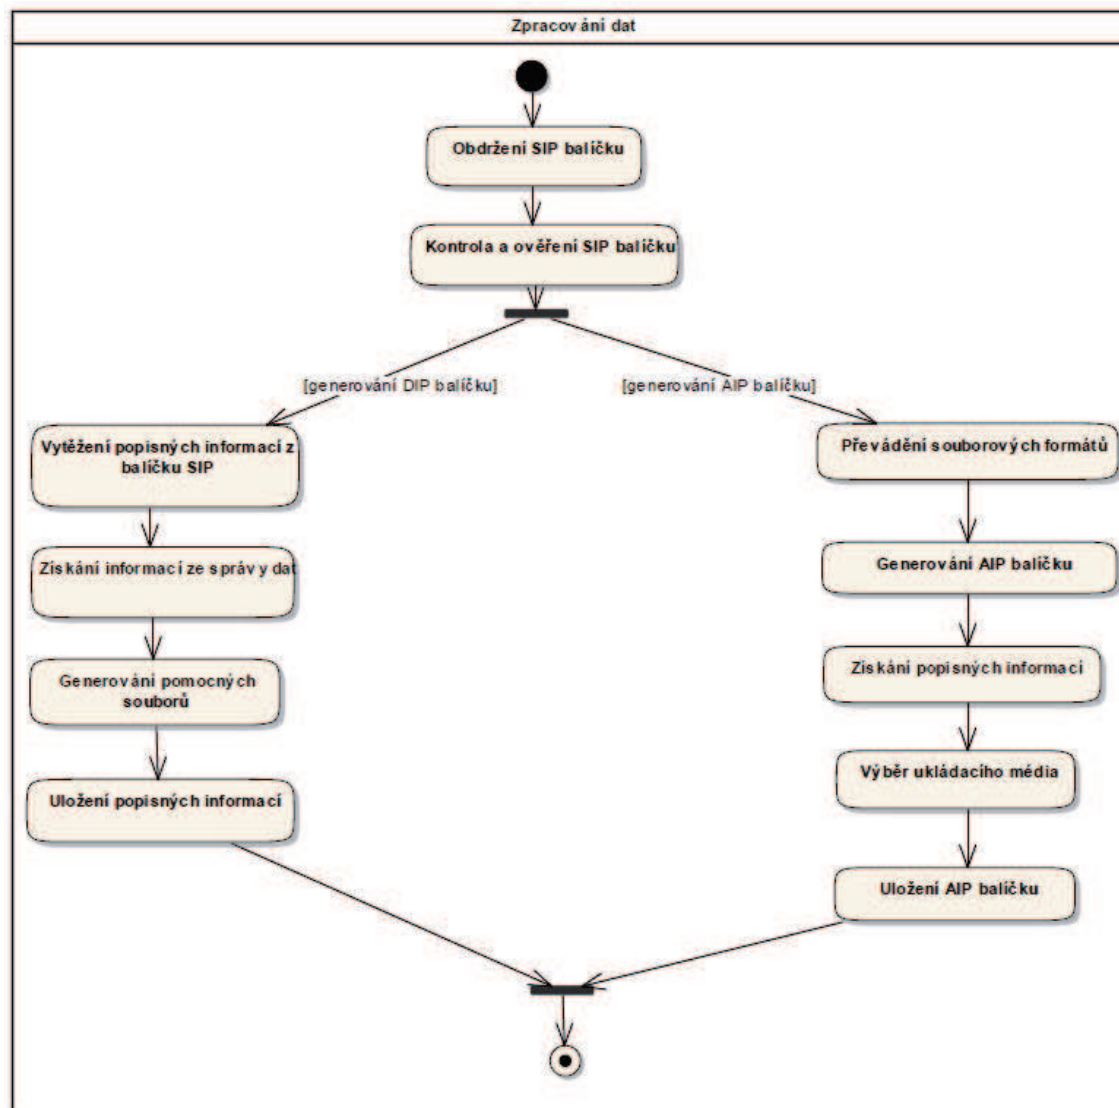 Zpracování dat
Obdržení SIP balíčku
Kontrola a ověření SIP balíčku
[generování DIP balíčku]
[generování AIP balíčku]
Vytěžení popisných informací z
balíčku SIP
Získání informací ze správy dat
Generování pomocných
souborů
Uložení popisných informací
Převádění souborových formátů
Generování AIP balíčku
Získání popisných informací
Výběr ukládacího média
Uložení AIP balíčku